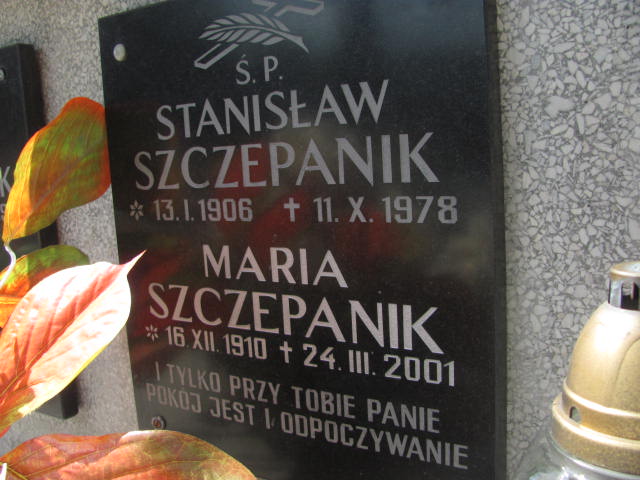 Ś. P.
STANISŁAW
SZCZEPANIK
* 13. I. 1906 ✝ 11. X. 1978
MARIA
SZCZEPANIK
* 16. XII. 1910 ✝ 24. III. 2001
I TYLKO PRZY TOBIE PANIE
POKOJ JEST I ODPOCZYWANIE